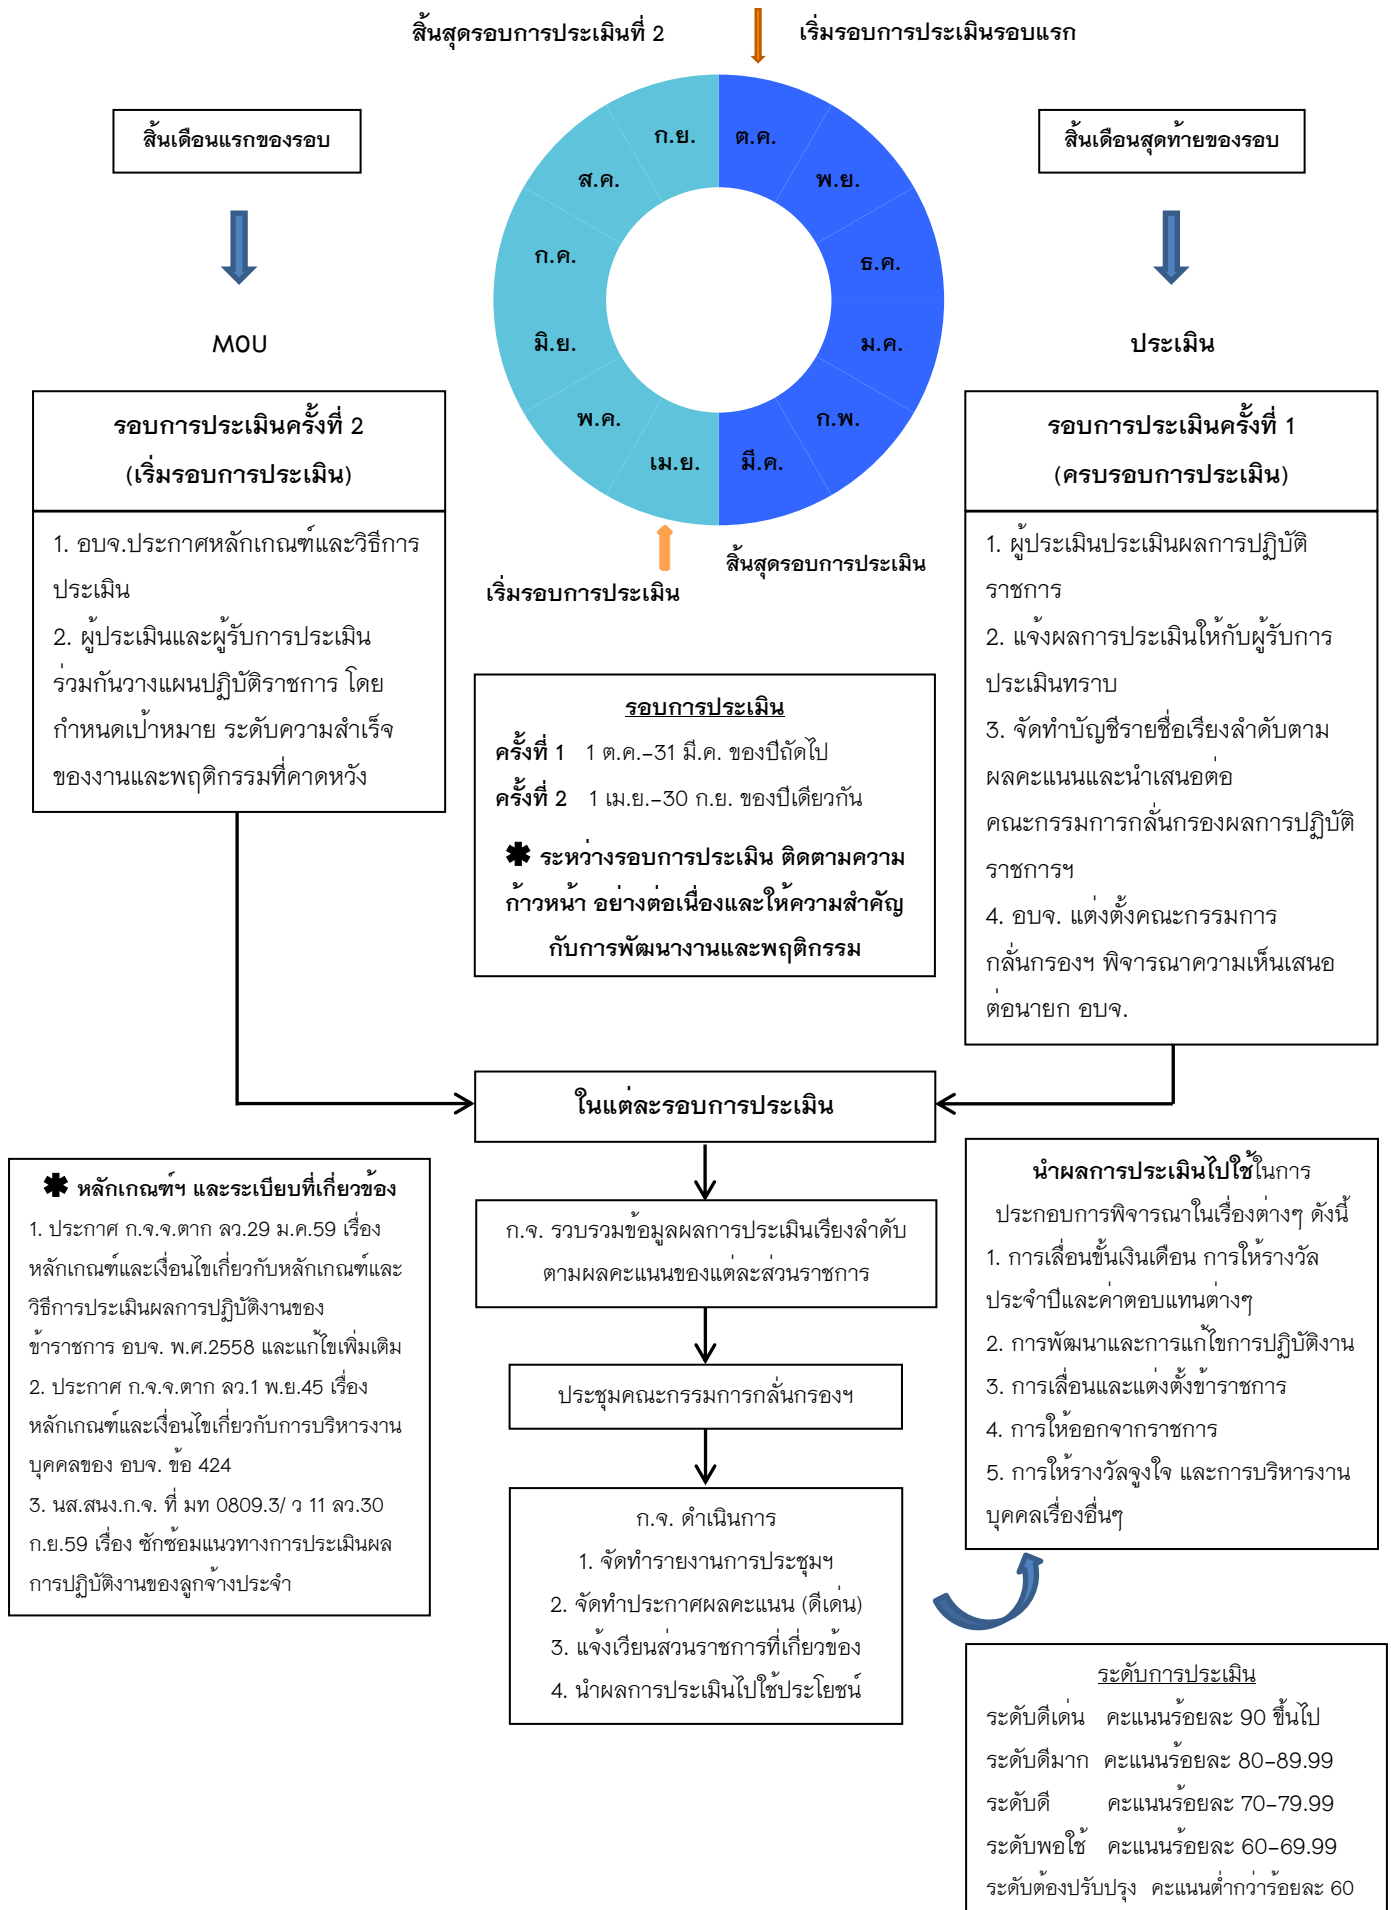 สิ้นสุดรอบการประเมินที่ 2
เริ่มรอบการประเมินรอบแรก
สิ้นเดือนแรกของรอบ
สิ้นเดือนสุดท้ายของรอบ
ก.ย.
ต.ค.
ส.ค.
พ.ย.
ก.ค.
ธ.ค.
มิ.ย.
ม.ค.
พ.ค.
ก.พ.
เม.ย.
มี.ค.
MOU
ประเมิน
รอบการประเมินครั้งที่ 2
(เริ่มรอบการประเมิน)
1. อบจ.ประกาศหลักเกณฑ์และวิธีการ
ประเมิน
2. ผู้ประเมินและผู้รับการประเมิน
ร่วมกันวางแผนปฏิบัติราชการ โดย
กำหนดเป้าหมาย ระดับความสำเร็จ
ของงานและพฤติกรรมที่คาดหวัง
สิ้นสุดรอบการประเมิน
เริ่มรอบการประเมิน
รอบการประเมิน
ครั้งที่ 1 1 ต.ค.-31 มี.ค. ของปีถัดไป
ครั้งที่ 2 1 เม.ย.-30 ก.ย. ของปีเดียวกัน
✱ ระหว่างรอบการประเมิน ติดตามความ
ก้าวหน้า อย่างต่อเนื่องและให้ความสำคัญ
กับการพัฒนางานและพฤติกรรม
รอบการประเมินครั้งที่ 1
(ครบรอบการประเมิน)
1. ผู้ประเมินประเมินผลการปฏิบัติ
ราชการ
2. แจ้งผลการประเมินให้กับผู้รับการ
ประเมินทราบ
3. จัดทำบัญชีรายชื่อเรียงลำดับตาม
ผลคะแนนและนำเสนอต่อ
คณะกรรมการกลั่นกรองผลการปฏิบัติ
ราชการฯ
4. อบจ. แต่งตั้งคณะกรรมการ
กลั่นกรองฯ พิจารณาความเห็นเสนอ
ต่อนายก อบจ.
ในแต่ละรอบการประเมิน
✱ หลักเกณฑ์ฯ และระเบียบที่เกี่ยวข้อง
1. ประกาศ ก.จ.จ.ตาก ลว.29 ม.ค.59 เรื่อง
หลักเกณฑ์และเงื่อนไขเกี่ยวกับหลักเกณฑ์และ
วิธีการประเมินผลการปฏิบัติงานของ
ข้าราชการ อบจ. พ.ศ.2558 และแก้ไขเพิ่มเติม
2. ประกาศ ก.จ.จ.ตาก ลว.1 พ.ย.45 เรื่อง
หลักเกณฑ์และเงื่อนไขเกี่ยวกับการบริหารงาน
บุคคลของ อบจ. ข้อ 424
3. นส.สนง.ก.จ. ที่ มท 0809.3/ ว 11 ลว.30
ก.ย.59 เรื่อง ซักซ้อมแนวทางการประเมินผล
การปฏิบัติงานของลูกจ้างประจำ
ก.จ. รวบรวมข้อมูลผลการประเมินเรียงลำดับ
ตามผลคะแนนของแต่ละส่วนราชการ
ประชุมคณะกรรมการกลั่นกรองฯ
ก.จ. ดำเนินการ
1. จัดทำรายงานการประชุมฯ
2. จัดทำประกาศผลคะแนน (ดีเด่น)
3. แจ้งเวียนส่วนราชการที่เกี่ยวข้อง
4. นำผลการประเมินไปใช้ประโยชน์
นำผลการประเมินไปใช้ในการ
ประกอบการพิจารณาในเรื่องต่างๆ ดังนี้
1. การเลื่อนขั้นเงินเดือน การให้รางวัล
ประจำปีและค่าตอบแทนต่างๆ
2. การพัฒนาและการแก้ไขการปฏิบัติงาน
3. การเลื่อนและแต่งตั้งข้าราชการ
4. การให้ออกจากราชการ
5. การให้รางวัลจูงใจ และการบริหารงาน
บุคคลเรื่องอื่นๆ
ระดับการประเมิน
ระดับดีเด่น คะแนนร้อยละ 90 ขึ้นไป
ระดับดีมาก คะแนนร้อยละ 80-89.99
ระดับดี คะแนนร้อยละ 70-79.99
ระดับพอใช้ คะแนนร้อยละ 60-69.99
ระดับต้องปรับปรุง คะแนนต่ำกว่าร้อยละ 60